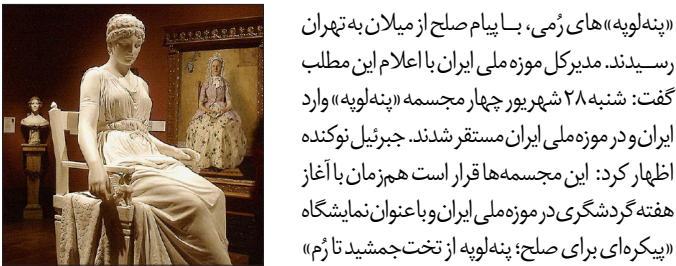 «پنه‌لوپه»های رُمی، بـــا پیام صلح از میلان به تهران
رســیدند. مدیرکل موزه ملی ایران با اعلام این مطلب
گفت: شنبه ۲۸ شهریور چهار مجسمه «پنه‌لوپه» وارد
ایران و در موزه ملی ایران مستقر شدند. جبرئیل نوکنده
اظهار کرد: این مجسمه‌ها قرار است هم‌زمان با آغاز
هفته گردشگری در موزه ملی ایران و با عنوان نمایشگاه
«پیکره‌ای برای صلح؛ پنه‌لوپه از تخت‌جمشید تا رُم»